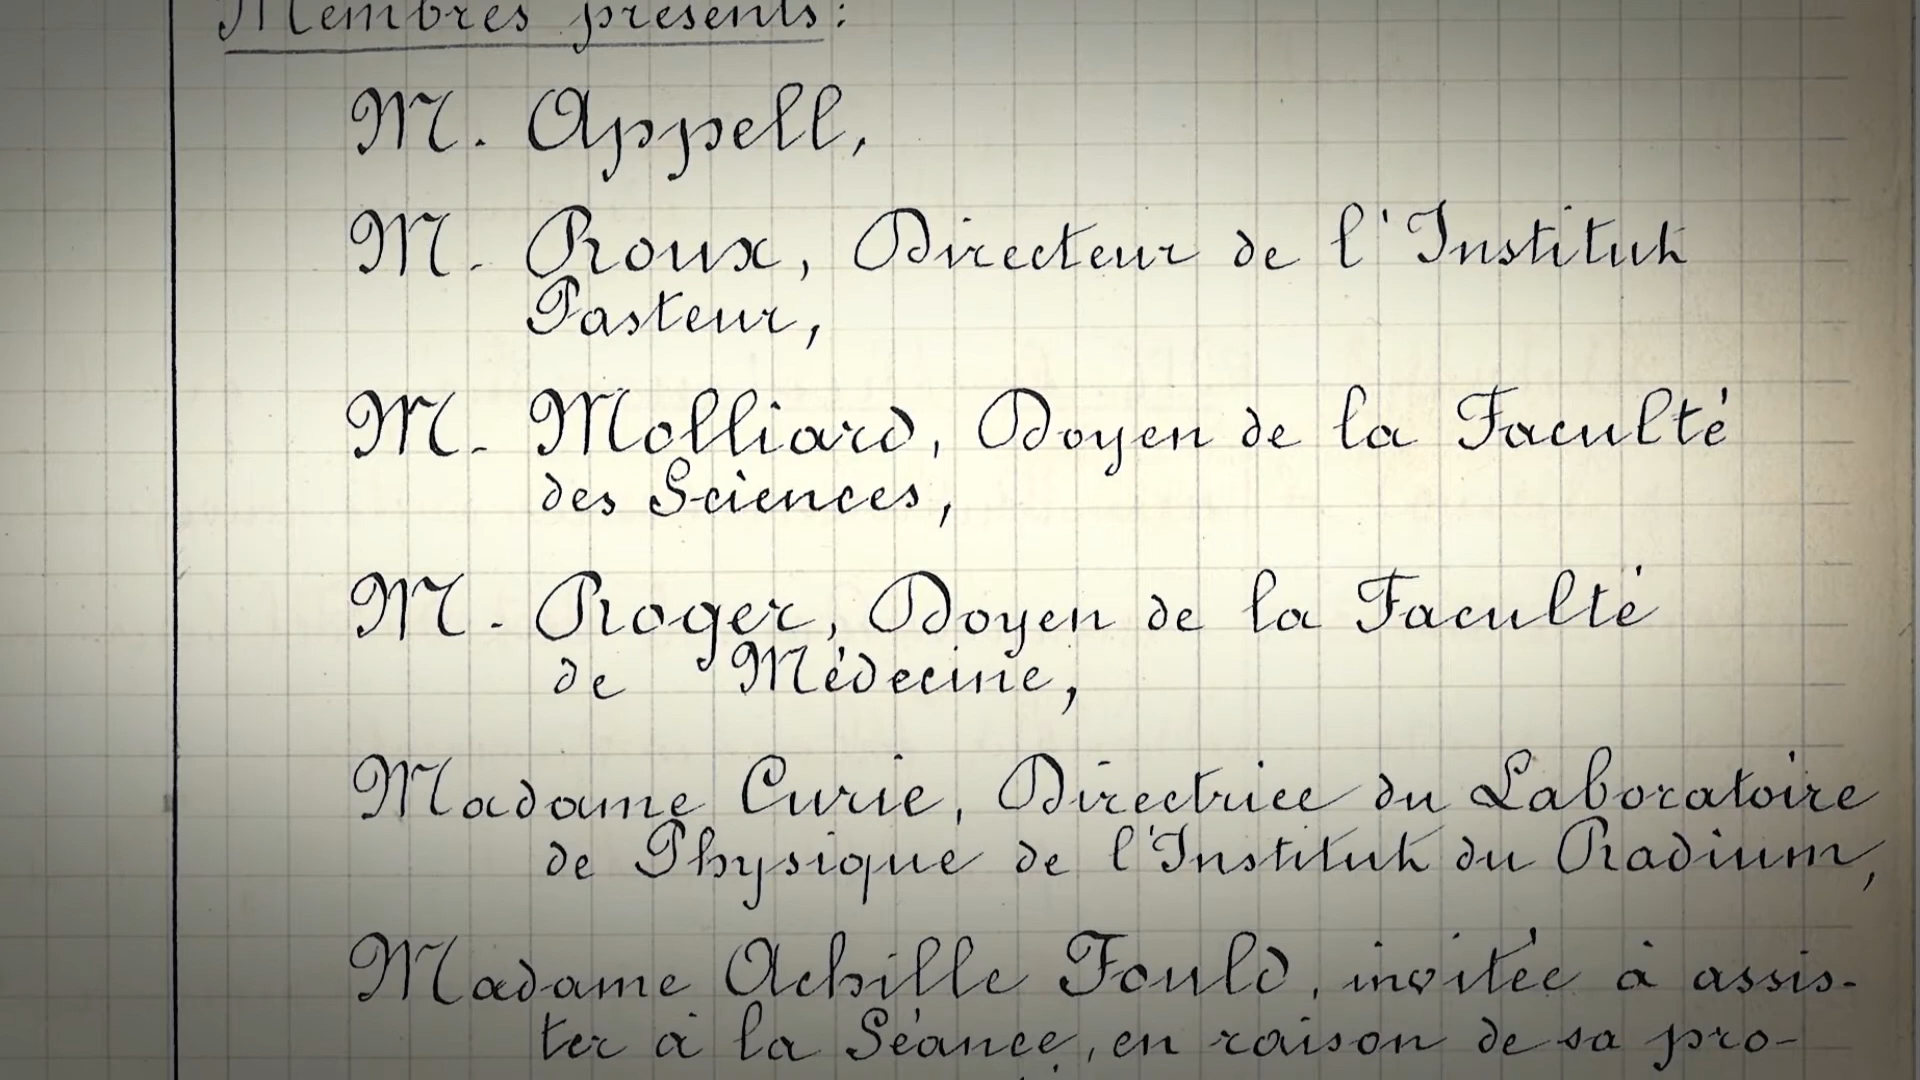 Membres présents:
M. Appell,
M. Roux, Directeur de l'Institut
Pasteur,
M. Molliard, Doyen de la Faculté
des Sciences,
M. Roger, Doyen de la Faculté
de Médecine,
Madame Curie, Directrice du Laboratoire
de Physique de l'Institut du Radium,
Madame Achille Fould, invitée à assis-
ter à la Séance, en raison de sa pro-